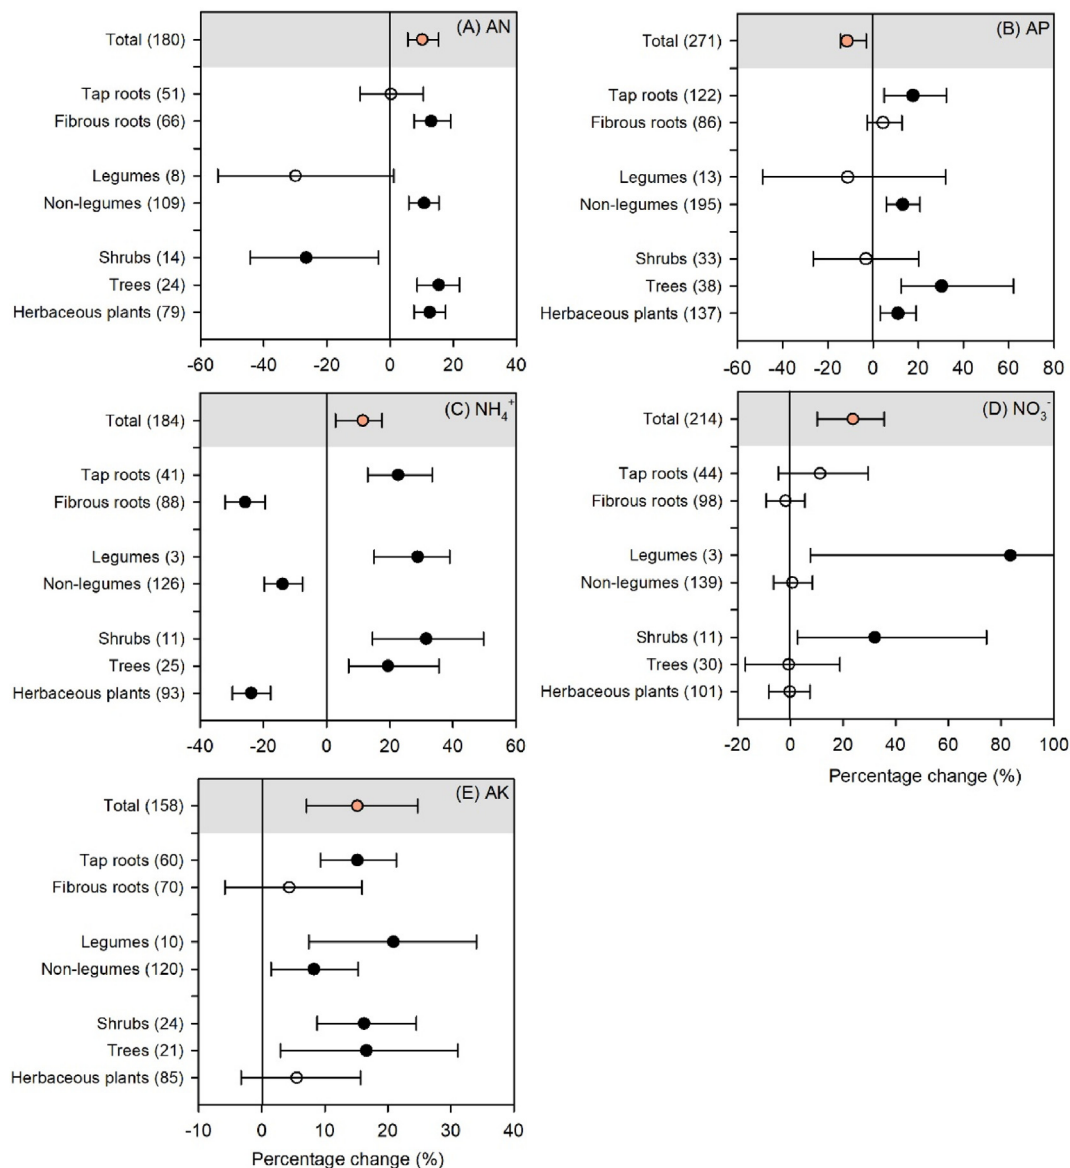 (A) AN
Total (180)
Tap roots (51)
Fibrous roots (66)
Legumes (8)
Non-legumes (109)
Shrubs (14)
Trees (24)
Herbaceous plants (79)
-60 -40 -20 0 20 40
(B) AP
Total (271)
Tap roots (122)
Fibrous roots (86)
Legumes (13)
Non-legumes (195)
Shrubs (33)
Trees (38)
Herbaceous plants (137)
-60 -40 -20 0 20 40 60 80
(C) NH₄⁺
Total (184)
Tap roots (41)
Fibrous roots (88)
Legumes (3)
Non-legumes (126)
Shrubs (11)
Trees (25)
Herbaceous plants (93)
-40 -20 0 20 40 60
(D) NO₃⁻
Total (214)
Tap roots (44)
Fibrous roots (98)
Legumes (3)
Non-legumes (139)
Shrubs (11)
Trees (30)
Herbaceous plants (101)
-20 0 20 40 60 80 100
Percentage change (%)
(E) AK
Total (158)
Tap roots (60)
Fibrous roots (70)
Legumes (10)
Non-legumes (120)
Shrubs (24)
Trees (21)
Herbaceous plants (85)
-10 0 10 20 30 40
Percentage change (%)